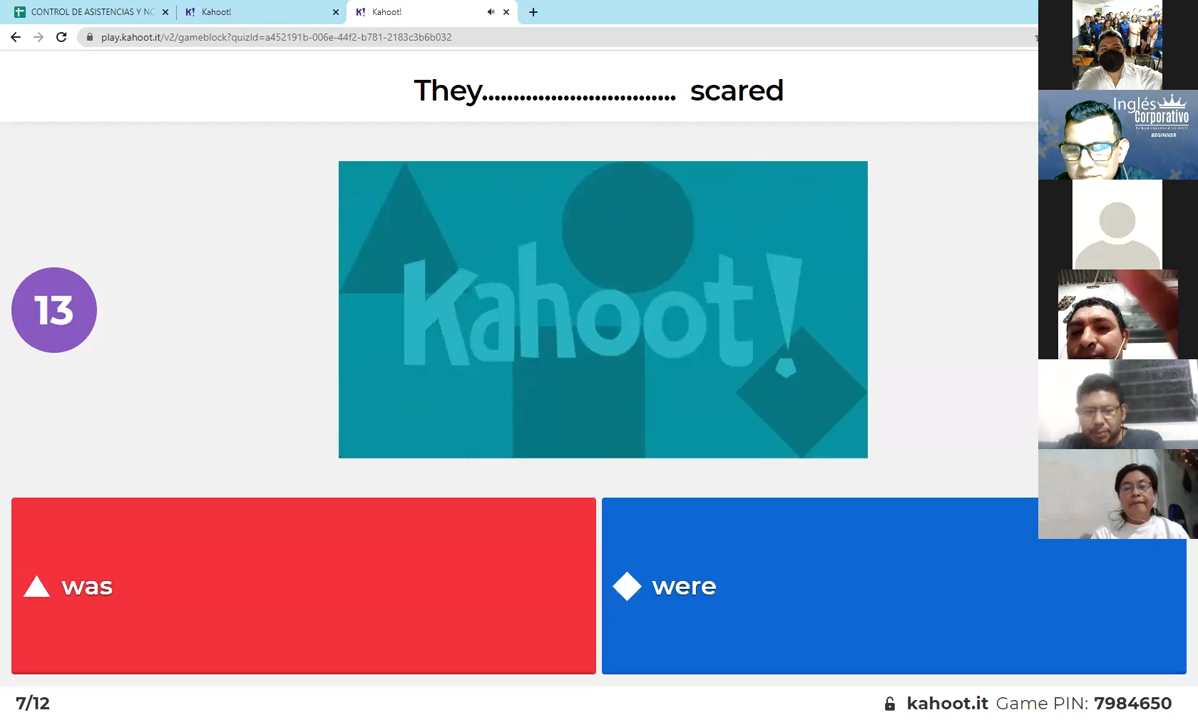 CONTROL DE ASISTENCIAS Y NO
K! Kahoot!
K! Kahoot!
play.kahoot.it/v2/gameblock?quizId=a452191b-006e-44f2-b781-2183c3b6b032
They............................... scared
Inglés
Corporativo
BEGINNER
Kahoot!
13
was
were
7/12
kahoot.it Game PIN: 7984650